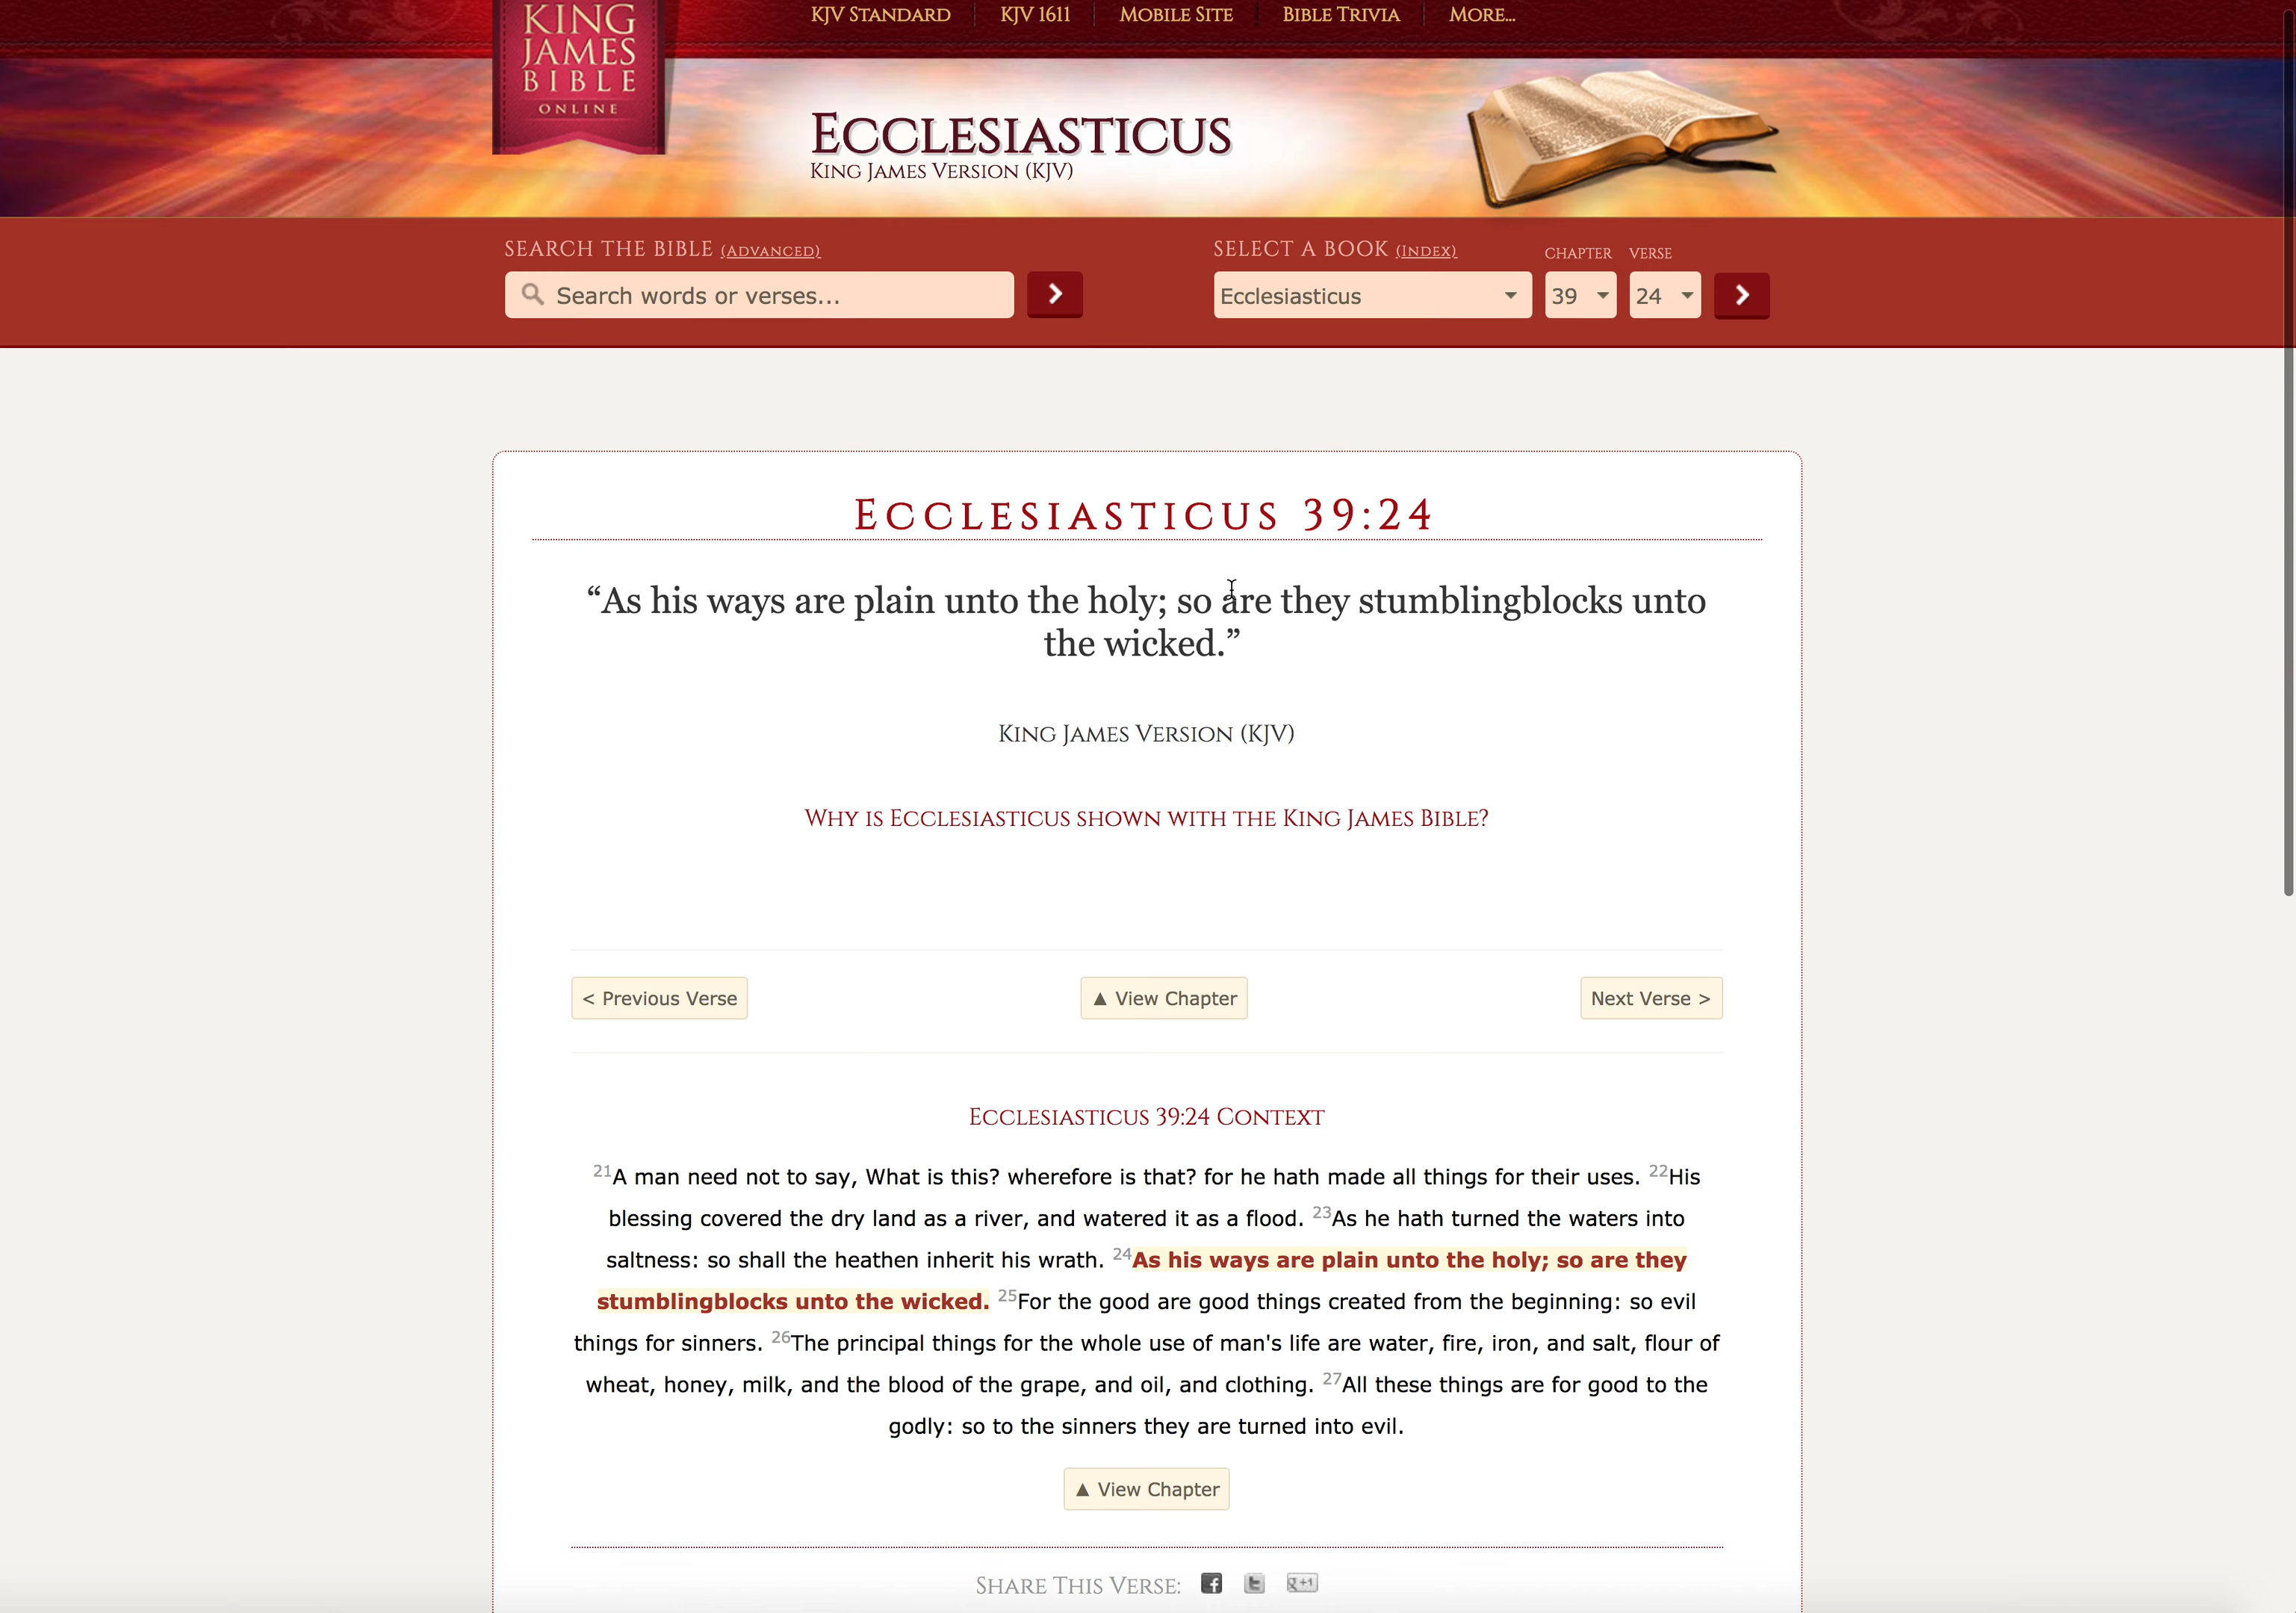 KING
JAMES
BIBLE
ONLINE
KJV STANDARD
KJV 1611
MOBILE SITE
BIBLE TRIVIA
MORE...
ECCLESIASTICUS
KING JAMES VERSION (KJV)
SEARCH THE BIBLE (ADVANCED)
Search words or verses...
SELECT A BOOK (INDEX)
CHAPTER
VERSE
Ecclesiasticus
39
24
ECCLESIASTICUS 39:24
“As his ways are plain unto the holy; so are they stumblingblocks unto
the wicked.”
KING JAMES VERSION (KJV)
WHY IS ECCLESIASTICUS SHOWN WITH THE KING JAMES BIBLE?
< Previous Verse
▲ View Chapter
Next Verse >
ECCLESIASTICUS 39:24 CONTEXT
21A man need not to say, What is this? wherefore is that? for he hath made all things for their uses. 22His
blessing covered the dry land as a river, and watered it as a flood. 23As he hath turned the waters into
saltness: so shall the heathen inherit his wrath. 24As his ways are plain unto the holy; so are they
stumblingblocks unto the wicked. 25For the good are good things created from the beginning: so evil
things for sinners. 26The principal things for the whole use of man's life are water, fire, iron, and salt, flour of
wheat, honey, milk, and the blood of the grape, and oil, and clothing. 27All these things are for good to the
godly: so to the sinners they are turned into evil.
▲ View Chapter
SHARE THIS VERSE: f t g+1